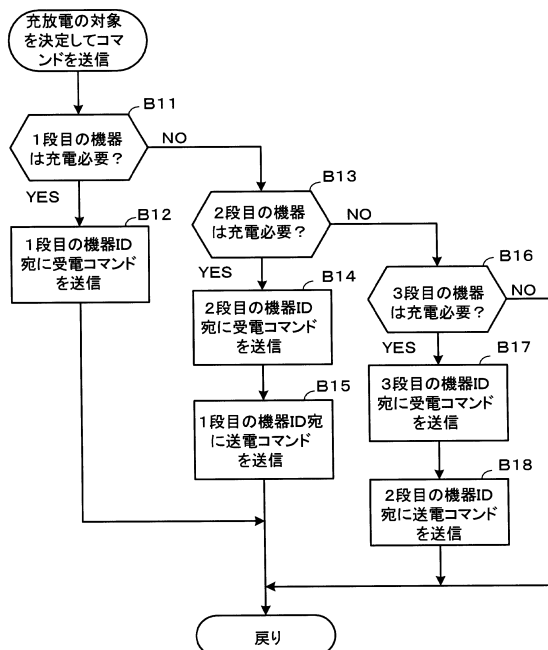 充放電の対象
を決定してコマ
ンドを送信
B11
1段目の機器
は充電必要？
NO
YES
B12
1段目の機器ID
宛に受電コマンド
を送信
B13
2段目の機器
は充電必要？
NO
YES
B14
2段目の機器ID
宛に受電コマンド
を送信
B15
1段目の機器ID宛
に送電コマンド
を送信
B16
3段目の機器
は充電必要？
NO
YES
B17
3段目の機器ID
宛に受電コマンド
を送信
B18
2段目の機器ID
宛に送電コマンド
を送信
戻り